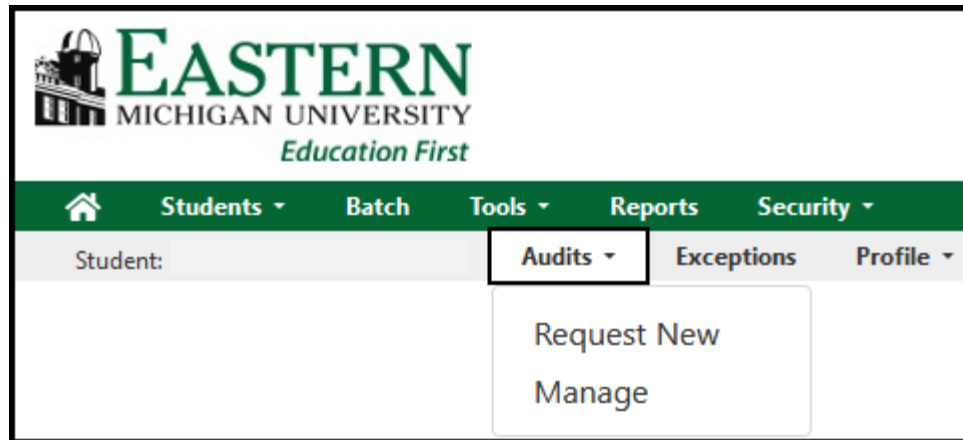 EASTERN
MICHIGAN UNIVERSITY
Education First
Students Batch Tools Reports Security
Student: Audits Exceptions Profile
Request New
Manage